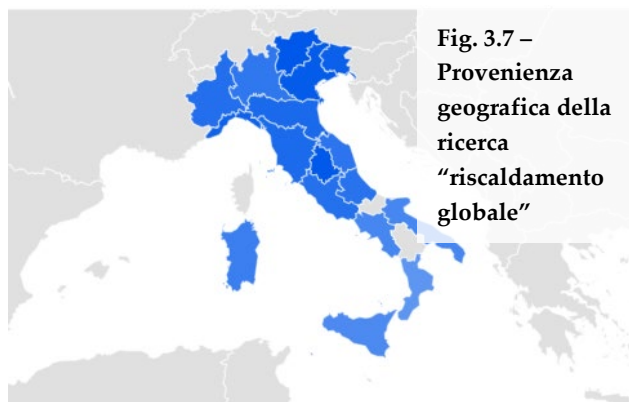 Fig. 3.7 –
Provenienza
geografica della
ricerca
“riscaldamento
globale”